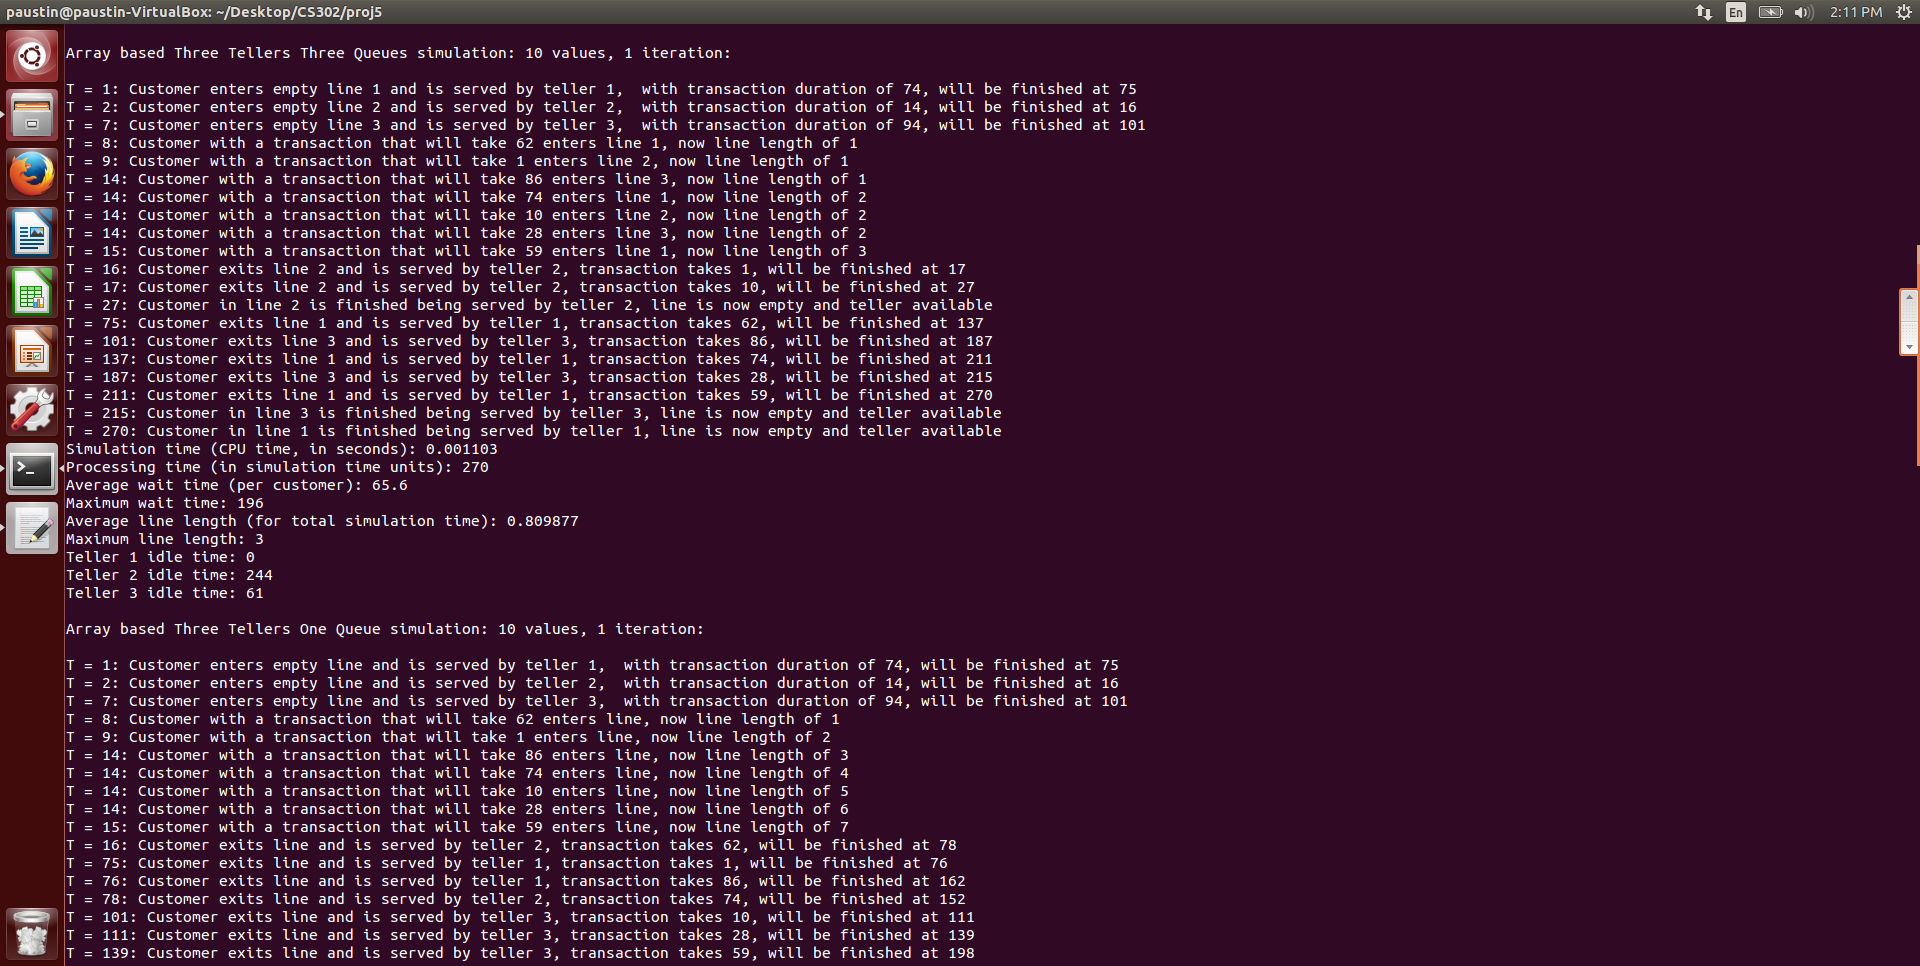 paustin@paustin-VirtualBox: ~/Desktop/CS302/proj5
En
2:11 PM
Array based Three Tellers Three Queues simulation: 10 values, 1 iteration:
T = 1: Customer enters empty line 1 and is served by teller 1,  with transaction duration of 74, will be finished at 75
T = 2: Customer enters empty line 2 and is served by teller 2,  with transaction duration of 14, will be finished at 16
T = 7: Customer enters empty line 3 and is served by teller 3,  with transaction duration of 94, will be finished at 101
T = 8: Customer with a transaction that will take 62 enters line 1, now line length of 1
T = 9: Customer with a transaction that will take 1 enters line 2, now line length of 1
T = 14: Customer with a transaction that will take 86 enters line 3, now line length of 1
T = 14: Customer with a transaction that will take 74 enters line 1, now line length of 2
T = 14: Customer with a transaction that will take 10 enters line 2, now line length of 2
T = 14: Customer with a transaction that will take 28 enters line 3, now line length of 2
T = 15: Customer with a transaction that will take 59 enters line 1, now line length of 3
T = 16: Customer exits line 2 and is served by teller 2, transaction takes 1, will be finished at 17
T = 17: Customer exits line 2 and is served by teller 2, transaction takes 10, will be finished at 27
T = 27: Customer in line 2 is finished being served by teller 2, line is now empty and teller available
T = 75: Customer exits line 1 and is served by teller 1, transaction takes 62, will be finished at 137
T = 101: Customer exits line 3 and is served by teller 3, transaction takes 86, will be finished at 187
T = 137: Customer exits line 1 and is served by teller 1, transaction takes 74, will be finished at 211
T = 187: Customer exits line 3 and is served by teller 3, transaction takes 28, will be finished at 215
T = 211: Customer exits line 1 and is served by teller 1, transaction takes 59, will be finished at 270
T = 215: Customer in line 3 is finished being served by teller 3, line is now empty and teller available
T = 270: Customer in line 1 is finished being served by teller 1, line is now empty and teller available
Simulation time (CPU time, in seconds): 0.001103
Processing time (in simulation time units): 270
Average wait time (per customer): 65.6
Maximum wait time: 196
Average line length (for total simulation time): 0.809877
Maximum line length: 3
Teller 1 idle time: 0
Teller 2 idle time: 244
Teller 3 idle time: 61
Array based Three Tellers One Queue simulation: 10 values, 1 iteration:
T = 1: Customer enters empty line and is served by teller 1,  with transaction duration of 74, will be finished at 75
T = 2: Customer enters empty line and is served by teller 2,  with transaction duration of 14, will be finished at 16
T = 7: Customer enters empty line and is served by teller 3,  with transaction duration of 94, will be finished at 101
T = 8: Customer with a transaction that will take 62 enters line, now line length of 1
T = 9: Customer with a transaction that will take 1 enters line, now line length of 2
T = 14: Customer with a transaction that will take 86 enters line, now line length of 3
T = 14: Customer with a transaction that will take 74 enters line, now line length of 4
T = 14: Customer with a transaction that will take 10 enters line, now line length of 5
T = 14: Customer with a transaction that will take 28 enters line, now line length of 6
T = 15: Customer with a transaction that will take 59 enters line, now line length of 7
T = 16: Customer exits line and is served by teller 2, transaction takes 62, will be finished at 78
T = 75: Customer exits line and is served by teller 1, transaction takes 1, will be finished at 76
T = 76: Customer exits line and is served by teller 1, transaction takes 86, will be finished at 162
T = 78: Customer exits line and is served by teller 2, transaction takes 74, will be finished at 152
T = 101: Customer exits line and is served by teller 3, transaction takes 10, will be finished at 111
T = 111: Customer exits line and is served by teller 3, transaction takes 28, will be finished at 139
T = 139: Customer exits line and is served by teller 3, transaction takes 59, will be finished at 198